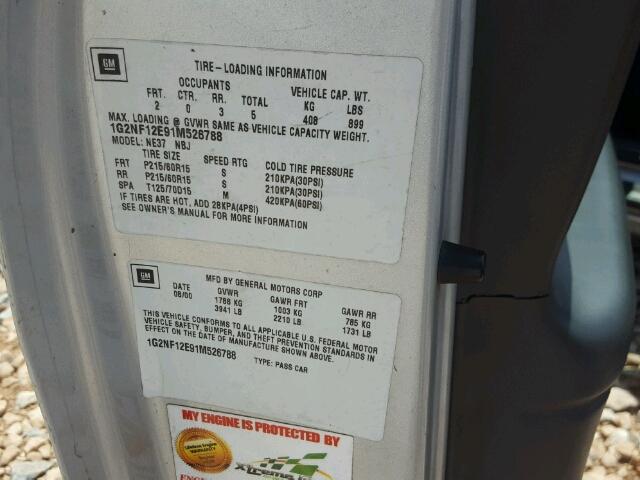 GM
TIRE-LOADING INFORMATION
OCCUPANTS VEHICLE CAP. WT.
FRT. CTR. RR. TOTAL KG LBS
2 0 3 5 408 899
MAX. LOADING @ GVWR SAME AS VEHICLE CAPACITY WEIGHT.
1G2NF12E91M526788
MODEL: NE37 NBJ
TIRE SIZE SPEED RTG COLD TIRE PRESSURE
FRT P215/60R15 S 210KPA(30PSI)
RR P215/60R15 S 210KPA(30PSI)
SPA T125/70D15 M 420KPA(60PSI)
IF TIRES ARE HOT, ADD 28KPA(4PSI)
SEE OWNER'S MANUAL FOR MORE INFORMATION
GM
MFD BY GENERAL MOTORS CORP
DATE GVWR GAWR FRT GAWR RR
08/00 1788 KG 1003 KG 785 KG
3941 LB 2210 LB 1731 LB
THIS VEHICLE CONFORMS TO ALL APPLICABLE U.S. FEDERAL MOTOR
VEHICLE SAFETY, BUMPER, AND THEFT PREVENTION STANDARDS IN
EFFECT ON THE DATE OF MANUFACTURE SHOWN ABOVE.
1G2NF12E91M526788
TYPE: PASS CAR
MY ENGINE IS PROTECTED BY
Lifetime Engine
WARRANTY